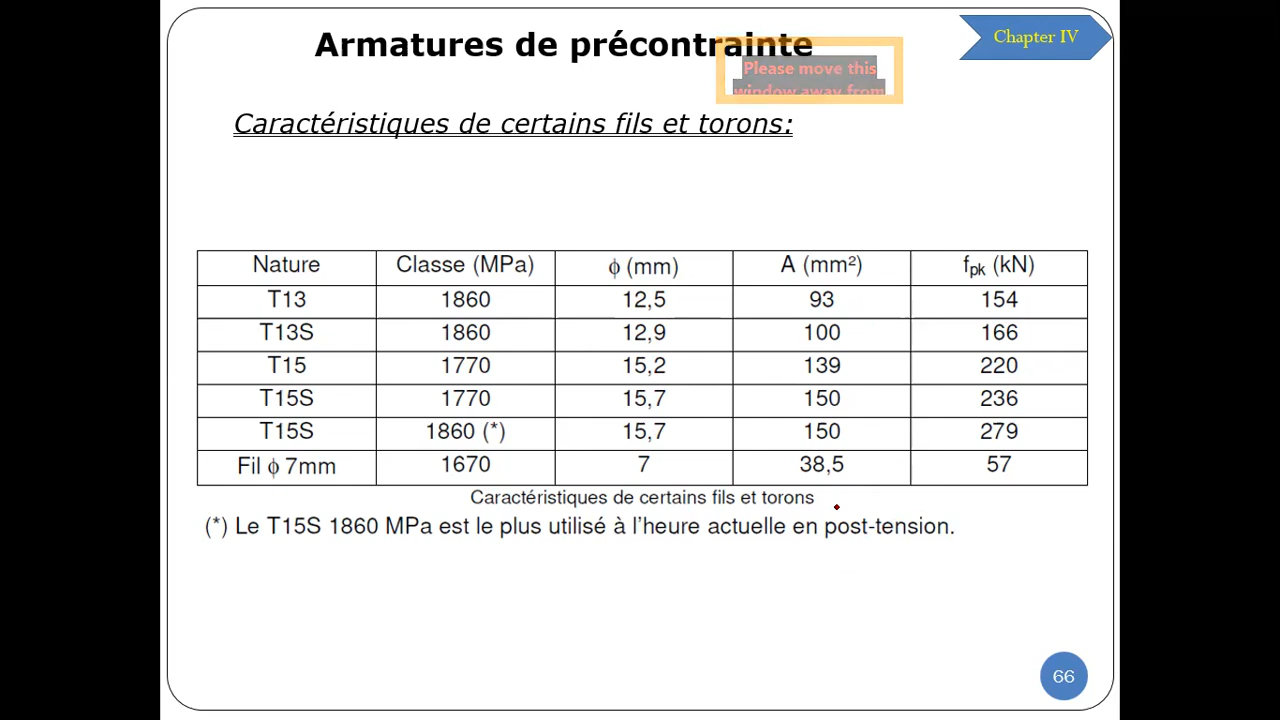 Armatures de précontrainte
Chapter IV
Please move this
window away from
Caractéristiques de certains fils et torons:
Nature Classe (MPa) ϕ (mm) A (mm²) fpk (kN)
T13 1860 12,5 93 154
T13S 1860 12,9 100 166
T15 1770 15,2 139 220
T15S 1770 15,7 150 236
T15S 1860 (*) 15,7 150 279
Fil ϕ 7mm 1670 7 38,5 57
Caractéristiques de certains fils et torons
(*) Le T15S 1860 MPa est le plus utilisé à l'heure actuelle en post-tension.
66